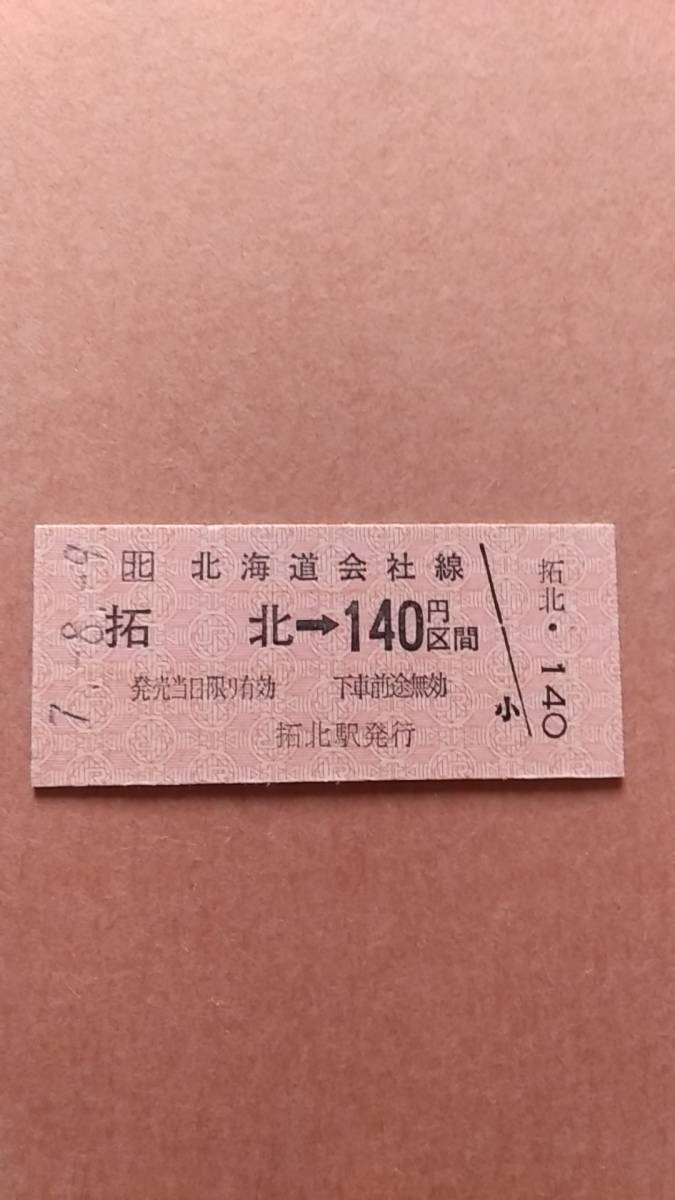 7.-8.-9
北 北海道会社線
拓北→140円区間
発売当日限り有効 下車前途無効
小
拓北駅発行
拓北・140